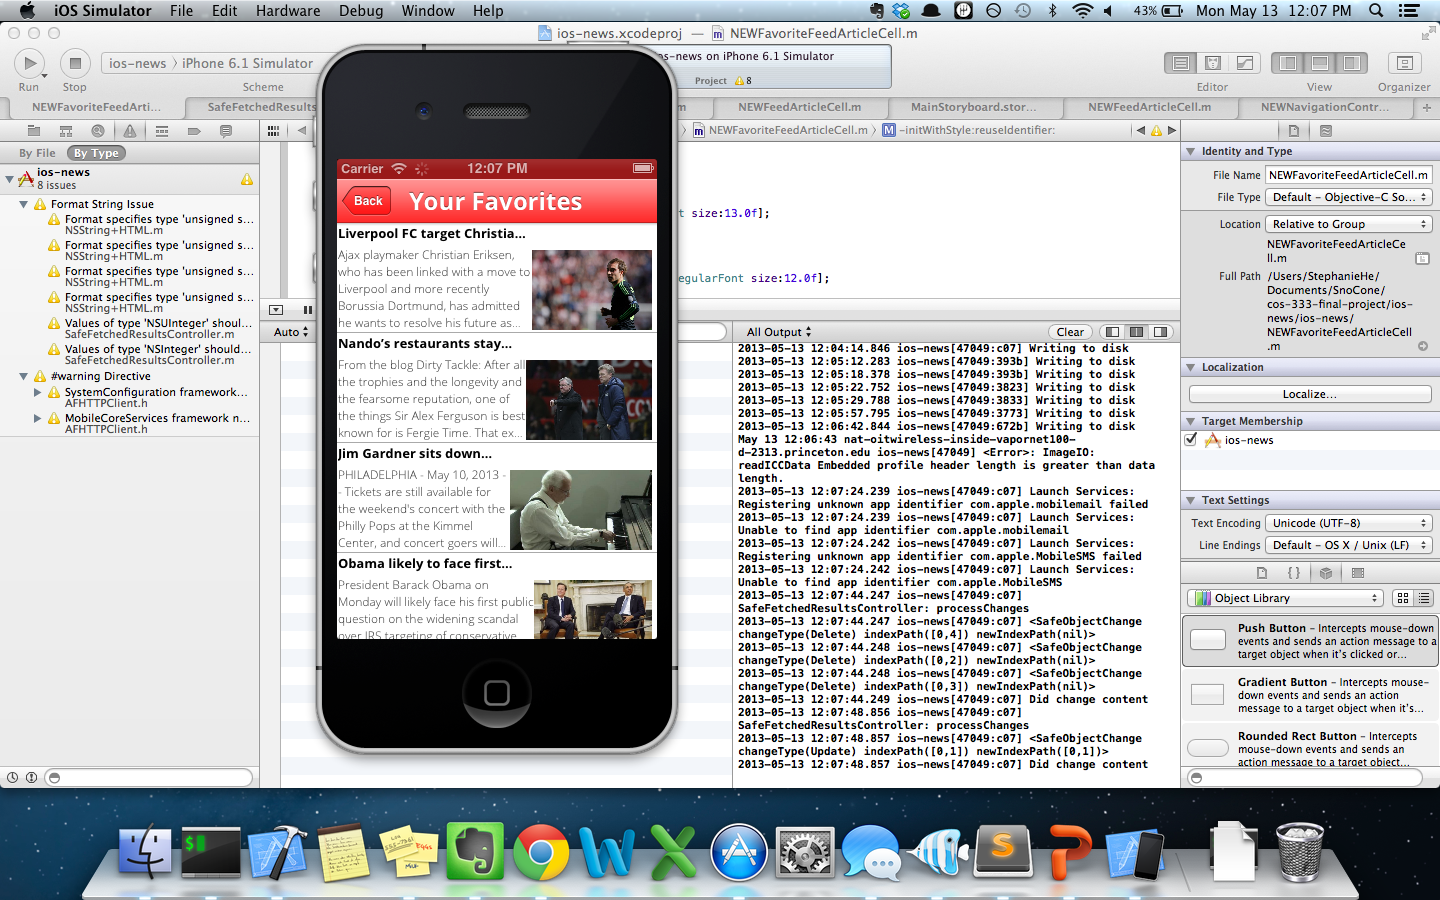 iOS Simulator File Edit Hardware Debug Window Help
43% Mon May 13 12:07 PM
ios-news.xcodeproj — NEWFavoriteFeedArticleCell.m
ios-news iPhone 6.1 Simulator
s-news on iPhone 6.1 Simulator
Project 8
Run Stop Scheme Editor View Organizer
NEWFavoriteFeedArti... SafeFetchedResults .m NEWFeedArticleCell.m MainStoryboard.stor... NEWFeedArticleCell.m NEWNavigationContr...
NEWFavoriteFeedArticleCell.m M -initWithStyle:reuseIdentifier:
By File By Type
ios-news
8 issues
Format String Issue
Format specifies type 'unsigned s...
NSString+HTML.m
Format specifies type 'unsigned s...
NSString+HTML.m
Format specifies type 'unsigned s...
NSString+HTML.m
Format specifies type 'unsigned s...
NSString+HTML.m
Values of type 'NSUInteger' shoul...
SafeFetchedResultsController.m
Values of type 'NSInteger' should...
SafeFetchedResultsController.m
#warning Directive
SystemConfiguration framework...
AFHTTPClient.h
MobileCoreServices framework n...
AFHTTPClient.h
Carrier 12:07 PM
Back Your Favorites
Liverpool FC target Christia...
Ajax playmaker Christian Eriksen,
who has been linked with a move to
Liverpool and more recently
Borussia Dortmund, has admitted
he wants to resolve his future as...
Nando's restaurants stay...
From the blog Dirty Tackle: After all
the trophies and the longevity and
the fearsome reputation, one of
the things Sir Alex Ferguson is best
known for is Fergie Time. That ex...
Jim Gardner sits down...
PHILADELPHIA - May 10, 2013 -
- Tickets are still available for
the weekend's concert with the
Philly Pops at the Kimmel
Center, and concert goers will...
Obama likely to face first...
President Barack Obama on
Monday will likely face his first public
question on the widening scandal
over IRS targeting of conservative
t size:13.0f];
egularFont size:12.0f];
Auto
All Output Clear
2013-05-13 12:04:14.846 ios-news[47049:c07] Writing to disk
2013-05-13 12:05:12.283 ios-news[47049:393b] Writing to disk
2013-05-13 12:05:18.378 ios-news[47049:393b] Writing to disk
2013-05-13 12:05:22.752 ios-news[47049:3823] Writing to disk
2013-05-13 12:05:29.788 ios-news[47049:3833] Writing to disk
2013-05-13 12:05:57.795 ios-news[47049:3773] Writing to disk
2013-05-13 12:06:42.844 ios-news[47049:672b] Writing to disk
May 13 12:06:43 nat-oitwireless-inside-vapornet100-
d-2313.princeton.edu ios-news[47049] <Error>: ImageIO:
readICCData Embedded profile header length is greater than data
length.
2013-05-13 12:07:24.239 ios-news[47049:c07] Launch Services:
Registering unknown app identifier com.apple.mobilemail failed
2013-05-13 12:07:24.239 ios-news[47049:c07] Launch Services:
Unable to find app identifier com.apple.mobilemail
2013-05-13 12:07:24.242 ios-news[47049:c07] Launch Services:
Registering unknown app identifier com.apple.MobileSMS failed
2013-05-13 12:07:24.242 ios-news[47049:c07] Launch Services:
Unable to find app identifier com.apple.MobileSMS
2013-05-13 12:07:44.247 ios-news[47049:c07]
SafeFetchedResultsController: processChanges
2013-05-13 12:07:44.247 ios-news[47049:c07] <SafeObjectChange
changeType(Delete) indexPath([0,4]) newIndexPath(nil)>
2013-05-13 12:07:44.248 ios-news[47049:c07] <SafeObjectChange
changeType(Delete) indexPath([0,2]) newIndexPath(nil)>
2013-05-13 12:07:44.248 ios-news[47049:c07] <SafeObjectChange
changeType(Delete) indexPath([0,3]) newIndexPath(nil)>
2013-05-13 12:07:44.249 ios-news[47049:c07] Did change content
2013-05-13 12:07:48.856 ios-news[47049:c07]
SafeFetchedResultsController: processChanges
2013-05-13 12:07:48.857 ios-news[47049:c07] <SafeObjectChange
changeType(Update) indexPath([0,1]) newIndexPath([0,1])>
2013-05-13 12:07:48.857 ios-news[47049:c07] Did change content
Identity and Type
File Name NEWFavoriteFeedArticleCell.m
File Type Default - Objective-C So...
Location Relative to Group
NEWFavoriteFeedArticleCe
ll.m
Full Path /Users/StephanieHe/
Documents/SnoCone/
cos-333-final-project/ios-
news/ios-news/
NEWFavoriteFeedArticleCell
.m
Localization
Localize...
Target Membership
ios-news
Text Settings
Text Encoding Unicode (UTF-8)
Line Endings Default - OS X / Unix (LF)
{ }
Object Library
Push Button - Intercepts mouse-down
events and sends an action message to a
target object when it's clicked or...
Gradient Button - Intercepts mouse-
down events and sends an action
message to a target object when it's...
Rounded Rect Button - Intercepts
mouse-down events and sends an
action message to a target object...